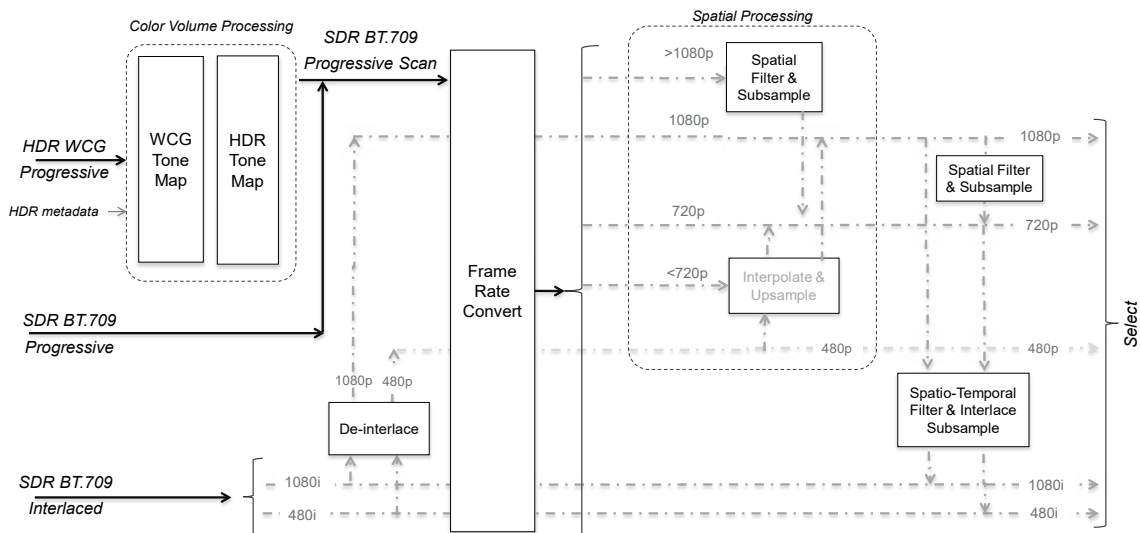 Color Volume Processing
SDR BT.709
Progressive Scan
Spatial Processing
>1080p
Spatial
Filter &
Subsample
1080p
1080p
HDR WCG
Progressive
HDR metadata
WCG
Tone
Map
HDR
Tone
Map
Spatial Filter
& Subsample
720p
720p
Frame
Rate
Convert
<720p
Interpolate &
Upsample
SDR BT.709
Progressive
480p
480p
Select
1080p
480p
De-interlace
Spatio-Temporal
Filter & Interlace
Subsample
SDR BT.709
Interlaced
1080i
1080i
480i
480i